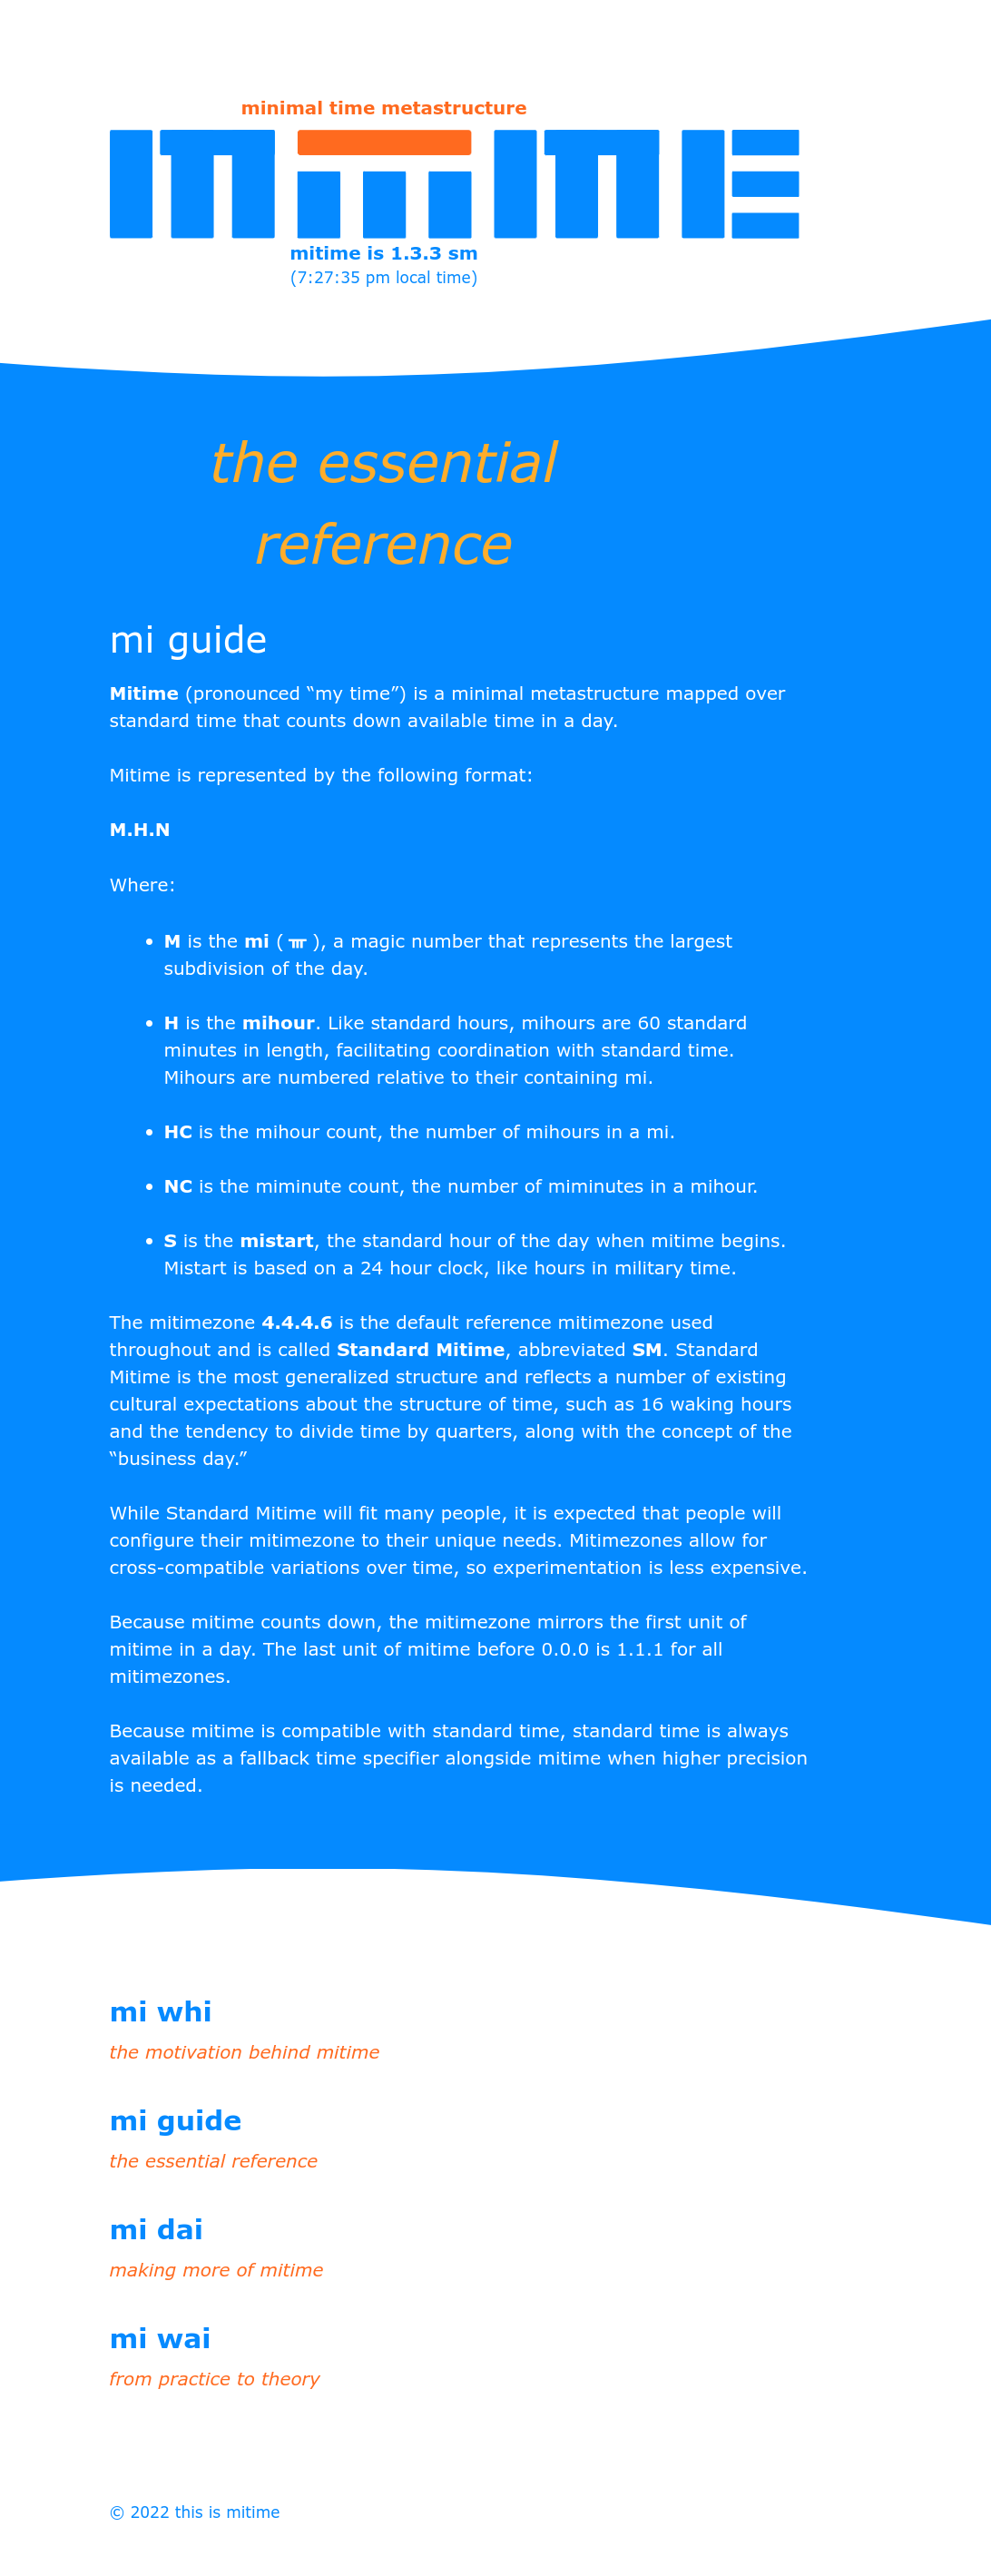 minimal time metastructure
mitime
mitime is 1.3.3 sm
(7:27:35 pm local time)
the essential
reference
mi guide
Mitime (pronounced “my time”) is a minimal metastructure mapped over
standard time that counts down available time in a day.
Mitime is represented by the following format:
M.H.N
Where:
• M is the mi ( ), a magic number that represents the largest
subdivision of the day.
• H is the mihour. Like standard hours, mihours are 60 standard
minutes in length, facilitating coordination with standard time.
Mihours are numbered relative to their containing mi.
• HC is the mihour count, the number of mihours in a mi.
• NC is the miminute count, the number of miminutes in a mihour.
• S is the mistart, the standard hour of the day when mitime begins.
Mistart is based on a 24 hour clock, like hours in military time.
The mitimezone 4.4.4.6 is the default reference mitimezone used
throughout and is called Standard Mitime, abbreviated SM. Standard
Mitime is the most generalized structure and reflects a number of existing
cultural expectations about the structure of time, such as 16 waking hours
and the tendency to divide time by quarters, along with the concept of the
“business day.”
While Standard Mitime will fit many people, it is expected that people will
configure their mitimezone to their unique needs. Mitimezones allow for
cross-compatible variations over time, so experimentation is less expensive.
Because mitime counts down, the mitimezone mirrors the first unit of
mitime in a day. The last unit of mitime before 0.0.0 is 1.1.1 for all
mitimezones.
Because mitime is compatible with standard time, standard time is always
available as a fallback time specifier alongside mitime when higher precision
is needed.
mi whi
the motivation behind mitime
mi guide
the essential reference
mi dai
making more of mitime
mi wai
from practice to theory
© 2022 this is mitime